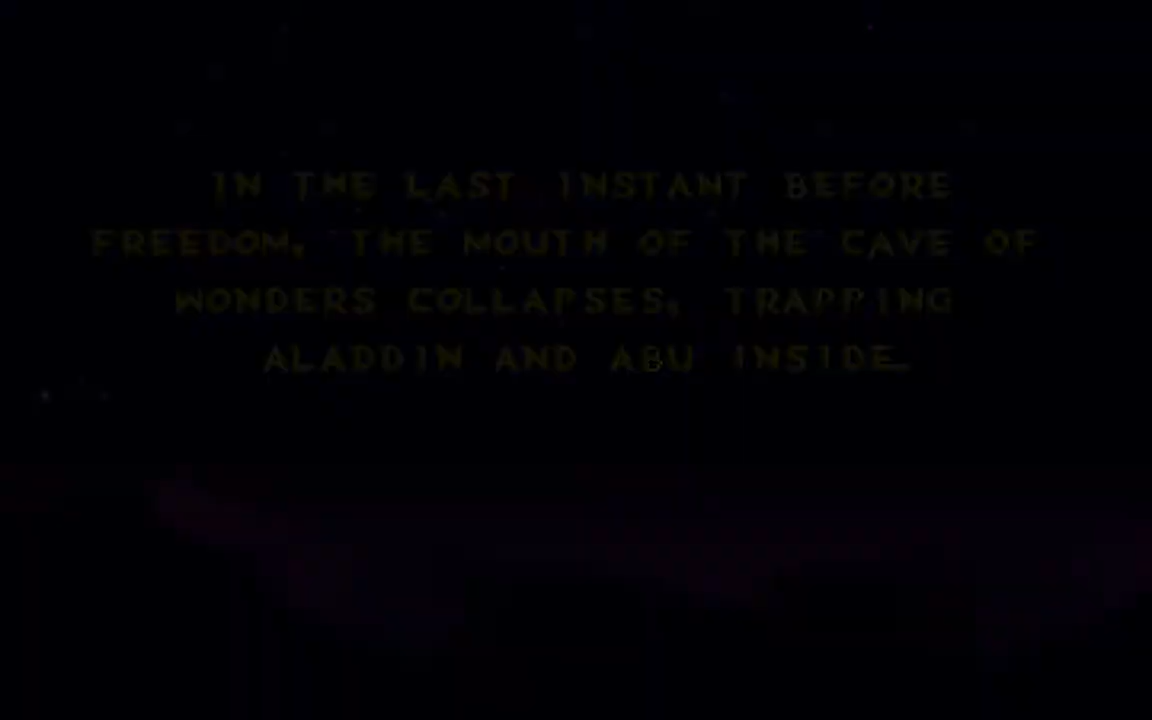 IN THE LAST INSTANT BEFORE
FREEDOM, THE MOUTH OF THE CAVE OF
WONDERS COLLAPSES, TRAPPING
ALADDIN AND ABU INSIDE.